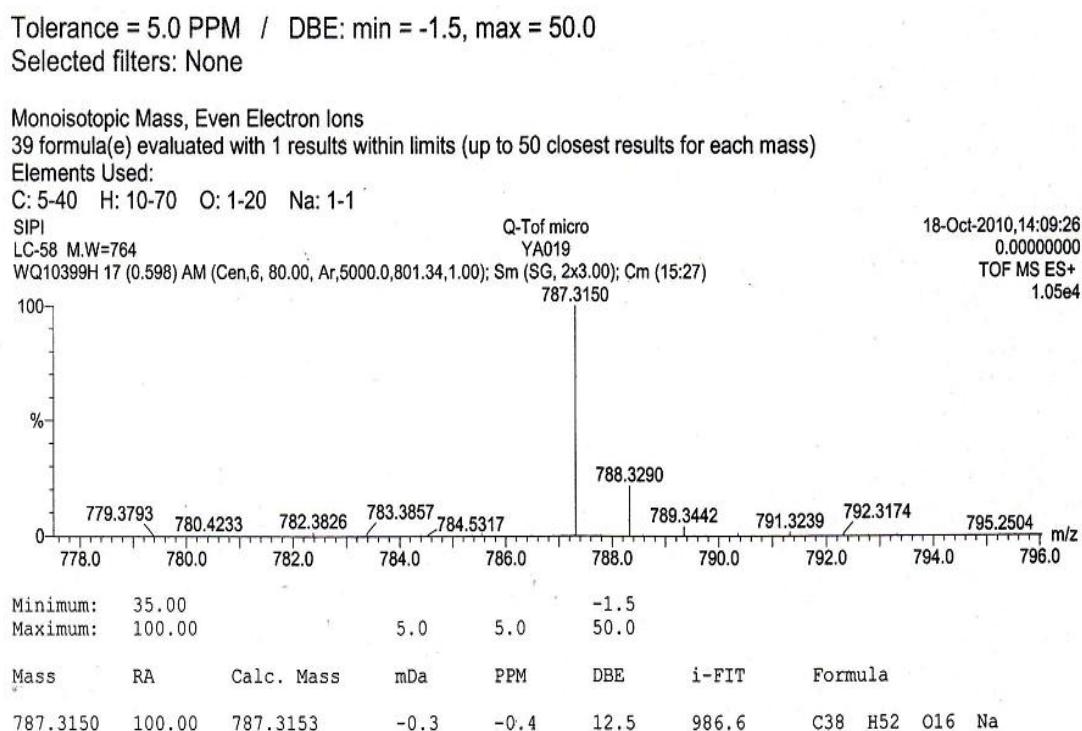 Tolerance = 5.0 PPM / DBE: min = -1.5, max = 50.0
Selected filters: None
Monoisotopic Mass, Even Electron Ions
39 formula(e) evaluated with 1 results within limits (up to 50 closest results for each mass)
Elements Used:
C: 5-40 H: 10-70 O: 1-20 Na: 1-1
SIPI Q-Tof micro 18-Oct-2010,14:09:26
LC-58 M.W=764 YA019 0.00000000
WQ10399H 17 (0.598) AM (Cen,6, 80.00, Ar,5000.0,801.34,1.00); Sm (SG, 2x3.00); Cm (15:27) TOF MS ES+
787.3150 1.05e4
100
%
788.3290
779.3793 780.4233 782.3826 783.3857 784.5317 789.3442 791.3239 792.3174 795.2504
0 m/z
778.0 780.0 782.0 784.0 786.0 788.0 790.0 792.0 794.0 796.0
Minimum: 35.00 -1.5
Maximum: 100.00 5.0 5.0 50.0
Mass RA Calc. Mass mDa PPM DBE i-FIT Formula
787.3150 100.00 787.3153 -0.3 -0.4 12.5 986.6 C38 H52 O16 Na